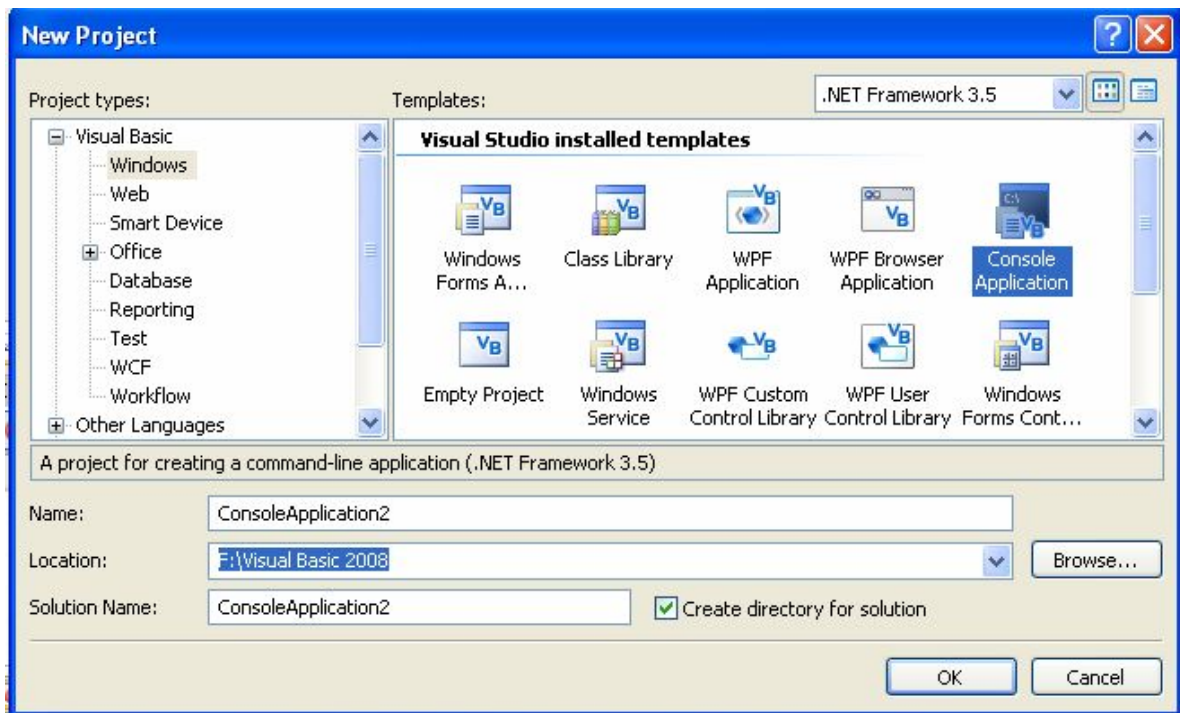 New Project
Project types:
Templates:
.NET Framework 3.5
Visual Basic
Windows
Web
Smart Device
Office
Database
Reporting
Test
WCF
Workflow
Other Languages
Visual Studio installed templates
Windows Forms A...
Class Library
WPF Application
WPF Browser Application
Console Application
Empty Project
Windows Service
WPF Custom Control Library
WPF User Control Library
Windows Forms Cont...
A project for creating a command-line application (.NET Framework 3.5)
Name:
ConsoleApplication2
Location:
F:\Visual Basic 2008
Browse...
Solution Name:
ConsoleApplication2
Create directory for solution
OK
Cancel